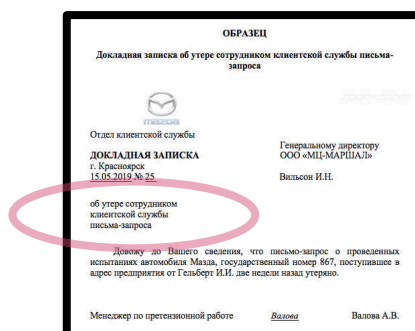 ОБРАЗЕЦ
Докладная записка об утере сотрудником клиентской службы письма-
запроса
mazda
Отдел клиентской службы
Генеральному директору
ДОКЛАДНАЯ ЗАПИСКА
ООО «МЦ-МАРШАЛ»
г. Красноярск
15.05.2019 № 25
Вильсон И.Н.
об утере сотрудником
клиентской службы
письма-запроса
Довожу до Вашего сведения, что письмо-запрос о проведенных
испытаниях автомобиля Мазда, государственный номер 867, поступившее в
адрес предприятия от Гельберт И.И. две недели назад утеряно.
Менеджер по претензионной работе Валова Валова А.В.